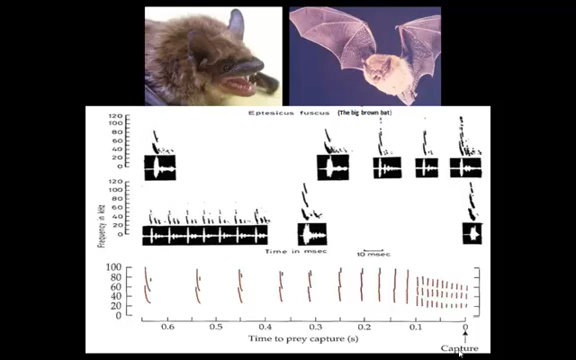 Eptesicus fuscus (The big brown bat)
120
100
80
60
40
20
0
120
100
80
60
40
20
0
Frequency in kHz
Time in msec
10 msec
100
80
60
40
20
0
0.6 0.5 0.4 0.3 0.2 0.1 0
Time to prey capture (s)
Capture